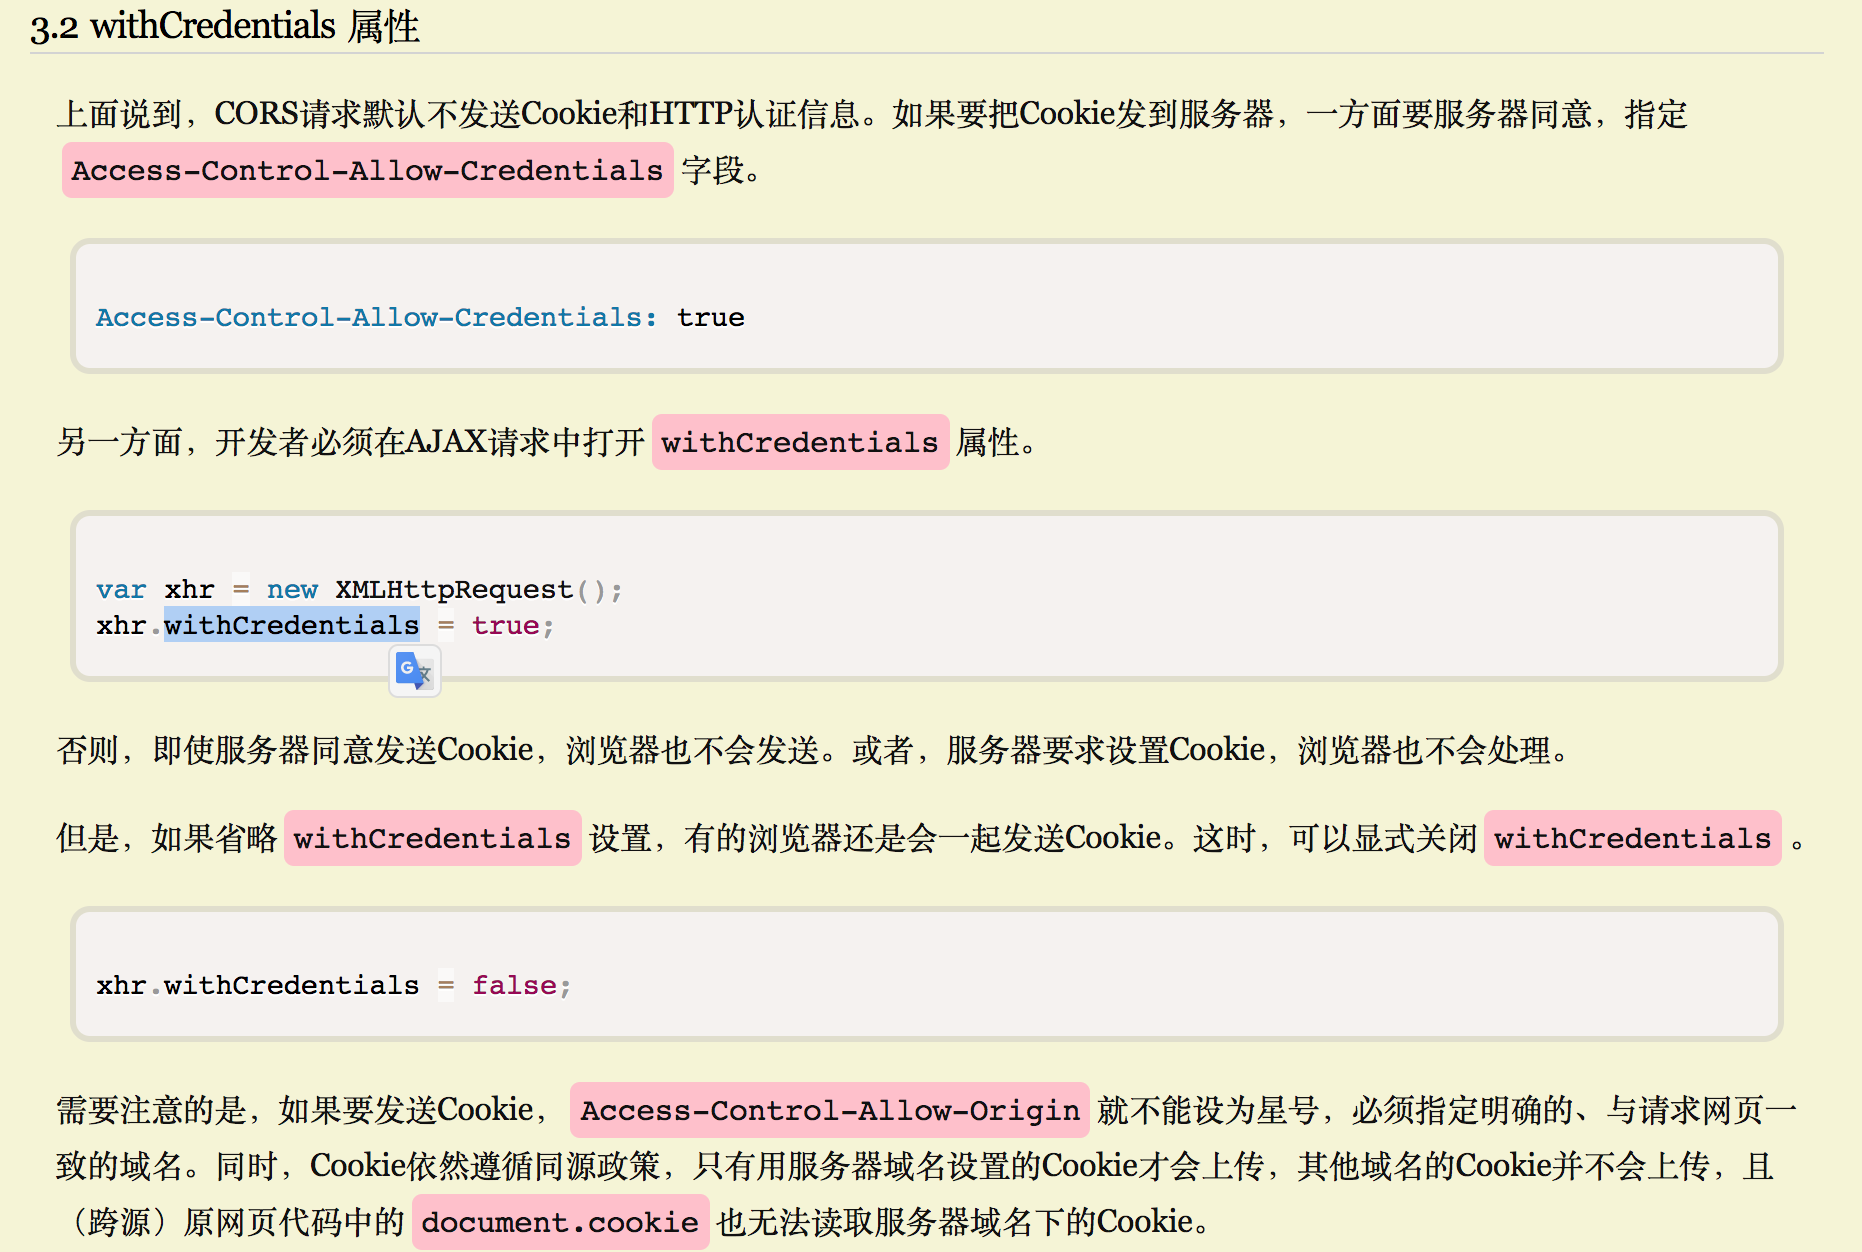 3.2 withCredentials 属性
上面说到，CORS请求默认不发送Cookie和HTTP认证信息。如果要把Cookie发到服务器，一方面要服务器同意，指定
Access-Control-Allow-Credentials 字段。
Access-Control-Allow-Credentials: true
另一方面，开发者必须在AJAX请求中打开 withCredentials 属性。
var xhr = new XMLHttpRequest();
xhr.withCredentials = true;
G 文
否则，即使服务器同意发送Cookie，浏览器也不会发送。或者，服务器要求设置Cookie，浏览器也不会处理。
但是，如果省略 withCredentials 设置，有的浏览器还是会一起发送Cookie。这时，可以显式关闭 withCredentials 。
xhr.withCredentials = false;
需要注意的是，如果要发送Cookie， Access-Control-Allow-Origin 就不能设为星号，必须指定明确的、与请求网页一
致的域名。同时，Cookie依然遵循同源政策，只有用服务器域名设置的Cookie才会上传，其他域名的Cookie并不会上传，且
（跨源）原网页代码中的 document.cookie 也无法读取服务器域名下的Cookie。